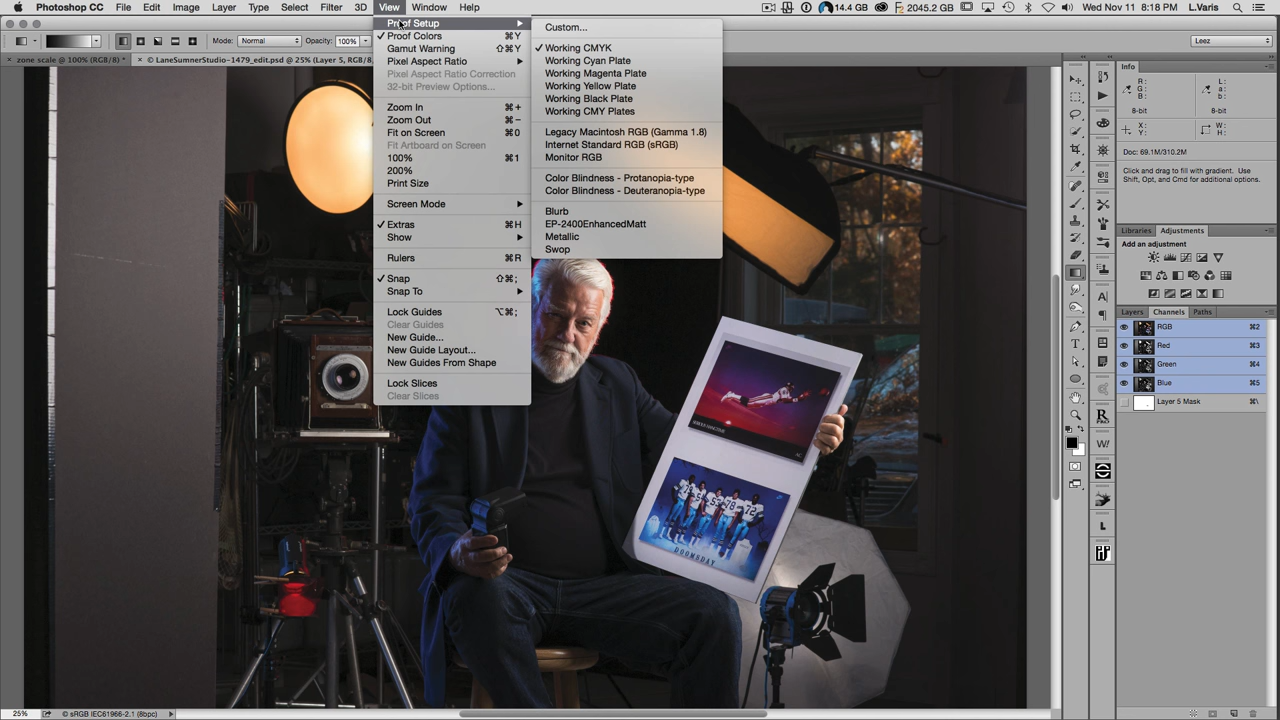 Photoshop CC File Edit Image Layer Type Select Filter 3D View Window Help 14.4 GB 2045.2 GB Wed Nov 11 8:18 PM L.Varis
Mode: Normal Opacity: 100% Leez
zone scale @ 100% (RGB/8) * × © LaneSumnerStudio-1479_edit.psd @ 25% (Layer 5, RGB/8)
Proof Setup
Proof Colors ⌘Y
Gamut Warning ⇧⌘Y
Pixel Aspect Ratio
Pixel Aspect Ratio Correction
32-bit Preview Options...
Zoom In ⌘+
Zoom Out ⌘−
Fit on Screen ⌘0
Fit Artboard on Screen
100% ⌘1
200%
Print Size
Screen Mode
Extras ⌘H
Show
Rulers ⌘R
Snap ⇧⌘;
Snap To
Lock Guides ⌥⌘;
Clear Guides
New Guide...
New Guide Layout...
New Guides From Shape
Lock Slices
Clear Slices
Custom...
Working CMYK
Working Cyan Plate
Working Magenta Plate
Working Yellow Plate
Working Black Plate
Working CMY Plates
Legacy Macintosh RGB (Gamma 1.8)
Internet Standard RGB (sRGB)
Monitor RGB
Color Blindness - Protanopia-type
Color Blindness - Deuteranopia-type
Blurb
EP-2400EnhancedMatt
Metallic
Swop
DOOMSDAY
Info
R: L:
G: a:
B: b:
8-bit 8-bit
X: W:
Y: H:
Doc: 69.1M/310.2M
Click and drag to fill with gradient. Use
Shift, Opt, and Cmd for additional options.
Libraries Adjustments
Add an adjustment
Layers Channels Paths
RGB ⌘2
Red ⌘3
Green ⌘4
Blue ⌘5
Layer 5 Mask ⌘\
25% © sRGB IEC61966-2.1 (8bpc)